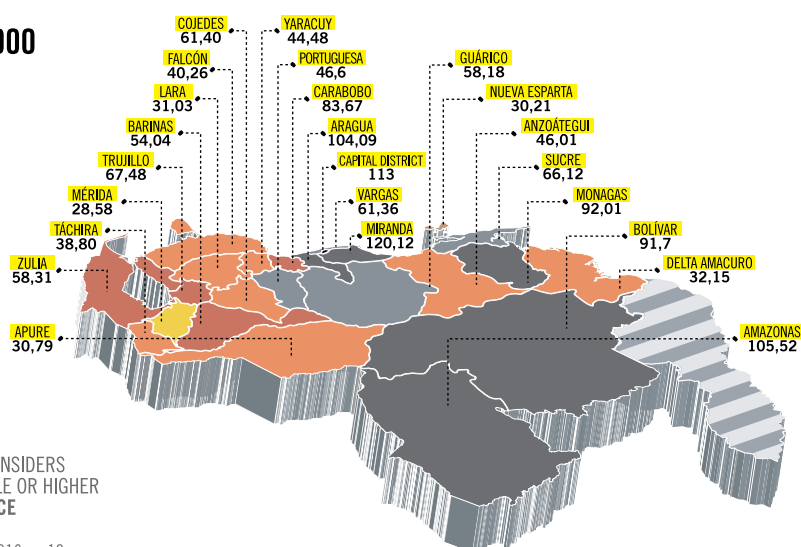 000
COJEDES
61,40
YARACUY
44,48
FALCÓN
40,26
PORTUGUESA
46,6
GUÁRICO
58,18
LARA
31,03
CARABOBO
83,67
NUEVA ESPARTA
30,21
BARINAS
54,04
ARAGUA
104,09
ANZOÁTEGUI
46,01
TRUJILLO
67,48
CAPITAL DISTRICT
113
SUCRE
66,12
MÉRIDA
28,58
VARGAS
61,36
MONAGAS
92,01
TÁCHIRA
38,80
MIRANDA
120,12
BOLÍVAR
91,7
ZULIA
58,31
DELTA AMACURO
32,15
APURE
30,79
AMAZONAS
105,52
NSIDERS
LE OR HIGHER
CE